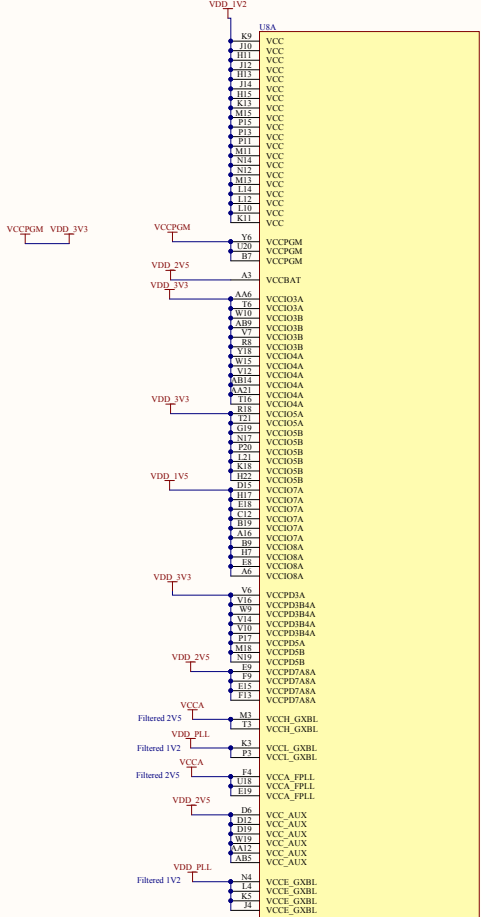 VDD_1V2
U8A
K9 VCC
J10 VCC
H11 VCC
J12 VCC
H13 VCC
J14 VCC
H15 VCC
K13 VCC
M15 VCC
P15 VCC
P13 VCC
P11 VCC
M11 VCC
N14 VCC
N12 VCC
M13 VCC
L14 VCC
L12 VCC
L10 VCC
K11 VCC
VCCPGM VDD_3V3
VCCPGM
Y6 VCCPGM
U20 VCCPGM
B7 VCCPGM
VDD_2V5
A3 VCCBAT
VDD_3V3
AA6 VCCIO3A
T6 VCCIO3A
W10 VCCIO3B
AB9 VCCIO3B
V7 VCCIO3B
R8 VCCIO3B
Y18 VCCIO4A
W15 VCCIO4A
V12 VCCIO4A
AB14 VCCIO4A
AA21 VCCIO4A
T16 VCCIO4A
VDD_3V3
R18 VCCIO5A
T21 VCCIO5A
G19 VCCIO5B
N17 VCCIO5B
P20 VCCIO5B
L21 VCCIO5B
K18 VCCIO5B
H22 VCCIO5B
VDD_1V5
D15 VCCIO7A
H17 VCCIO7A
E18 VCCIO7A
C12 VCCIO7A
B19 VCCIO7A
A16 VCCIO7A
B9 VCCIO8A
H7 VCCIO8A
E8 VCCIO8A
A6 VCCIO8A
VDD_3V3
V6 VCCPD3A
V16 VCCPD3B4A
W9 VCCPD3B4A
V14 VCCPD3B4A
V10 VCCPD3B4A
P17 VCCPD5A
M18 VCCPD5B
N19 VCCPD5B
VDD_2V5
E9 VCCPD7A8A
F9 VCCPD7A8A
E15 VCCPD7A8A
F13 VCCPD7A8A
VCCA
Filtered 2V5
M3 VCCH_GXBL
T3 VCCH_GXBL
VDD_PLL
Filtered 1V2
K3 VCCL_GXBL
P3 VCCL_GXBL
VCCA
Filtered 2V5
F4 VCCA_FPLL
U18 VCCA_FPLL
E19 VCCA_FPLL
VDD_2V5
D6 VCC_AUX
D12 VCC_AUX
D19 VCC_AUX
W19 VCC_AUX
AA12 VCC_AUX
AB5 VCC_AUX
VDD_PLL
Filtered 1V2
N4 VCCE_GXBL
L4 VCCE_GXBL
K5 VCCE_GXBL
J4 VCCE_GXBL